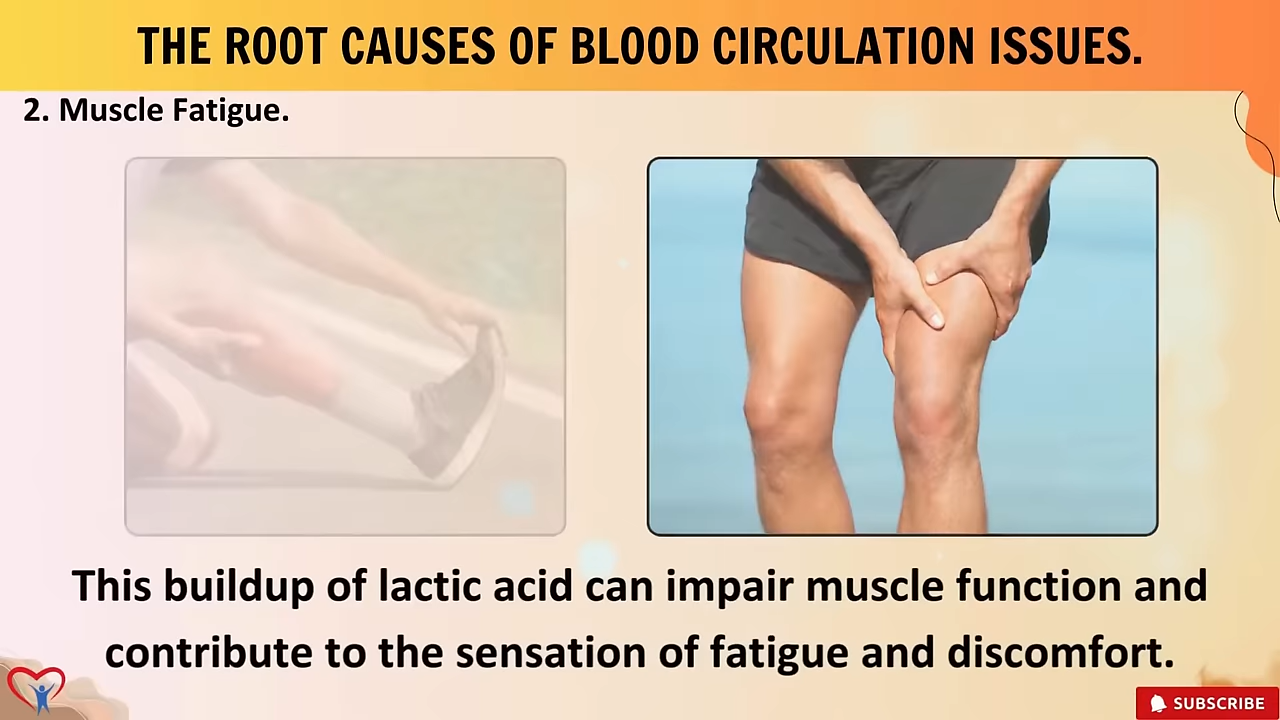 THE ROOT CAUSES OF BLOOD CIRCULATION ISSUES.
2. Muscle Fatigue.
This buildup of lactic acid can impair muscle function and
contribute to the sensation of fatigue and discomfort.
SUBSCRIBE